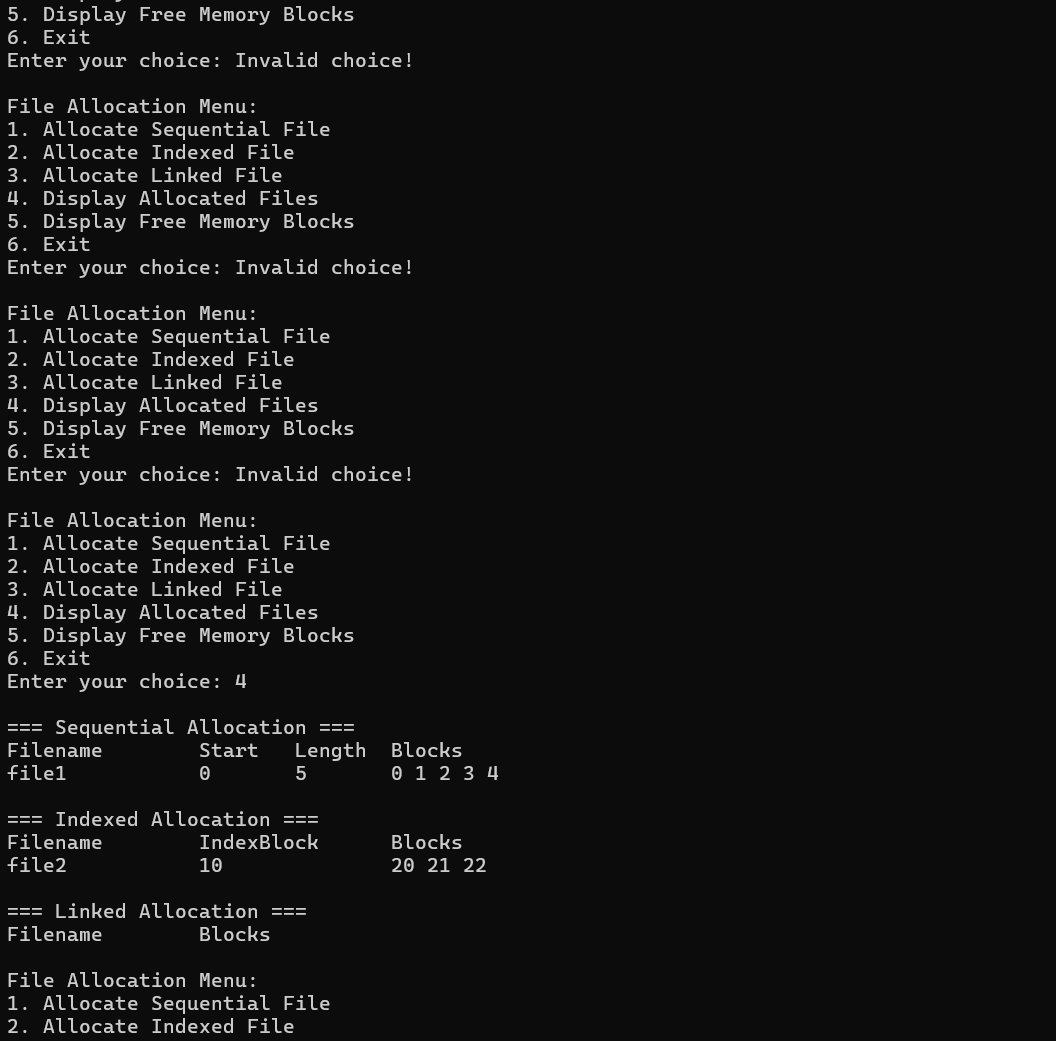 5. Display Free Memory Blocks
6. Exit
Enter your choice: Invalid choice!
File Allocation Menu:
1. Allocate Sequential File
2. Allocate Indexed File
3. Allocate Linked File
4. Display Allocated Files
5. Display Free Memory Blocks
6. Exit
Enter your choice: Invalid choice!
File Allocation Menu:
1. Allocate Sequential File
2. Allocate Indexed File
3. Allocate Linked File
4. Display Allocated Files
5. Display Free Memory Blocks
6. Exit
Enter your choice: Invalid choice!
File Allocation Menu:
1. Allocate Sequential File
2. Allocate Indexed File
3. Allocate Linked File
4. Display Allocated Files
5. Display Free Memory Blocks
6. Exit
Enter your choice: 4
=== Sequential Allocation ===
Filename Start Length Blocks
file1 0 5 0 1 2 3 4
=== Indexed Allocation ===
Filename IndexBlock Blocks
file2 10 20 21 22
=== Linked Allocation ===
Filename Blocks
File Allocation Menu:
1. Allocate Sequential File
2. Allocate Indexed File